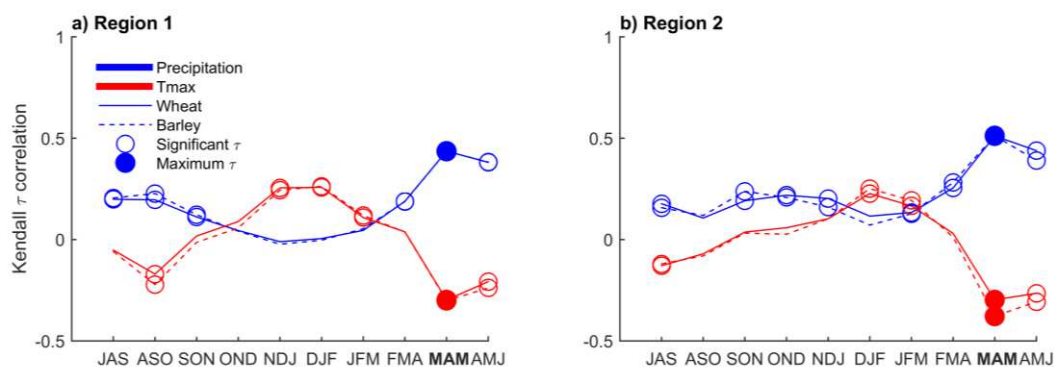 a) Region 1
1
0.5
0
-0.5
Kendall τ correlation
Precipitation
Tmax
Wheat
Barley
Significant τ
Maximum τ
JAS ASO SON OND NDJ DJF JFM FMA MAM AMJ
b) Region 2
1
0.5
0
-0.5
JAS ASO SON OND NDJ DJF JFM FMA MAM AMJ